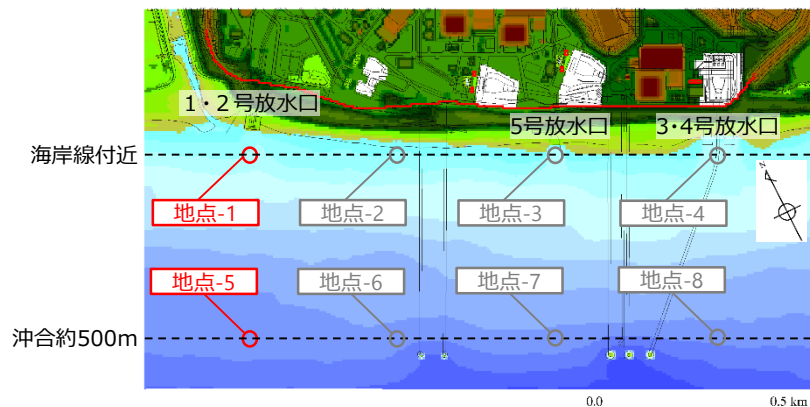 1・2号放水口
5号放水口
3・4号放水口
海岸線付近
地点-1
地点-2
地点-3
地点-4
N
地点-5
地点-6
地点-7
地点-8
沖合約500m
0.0
0.5 km